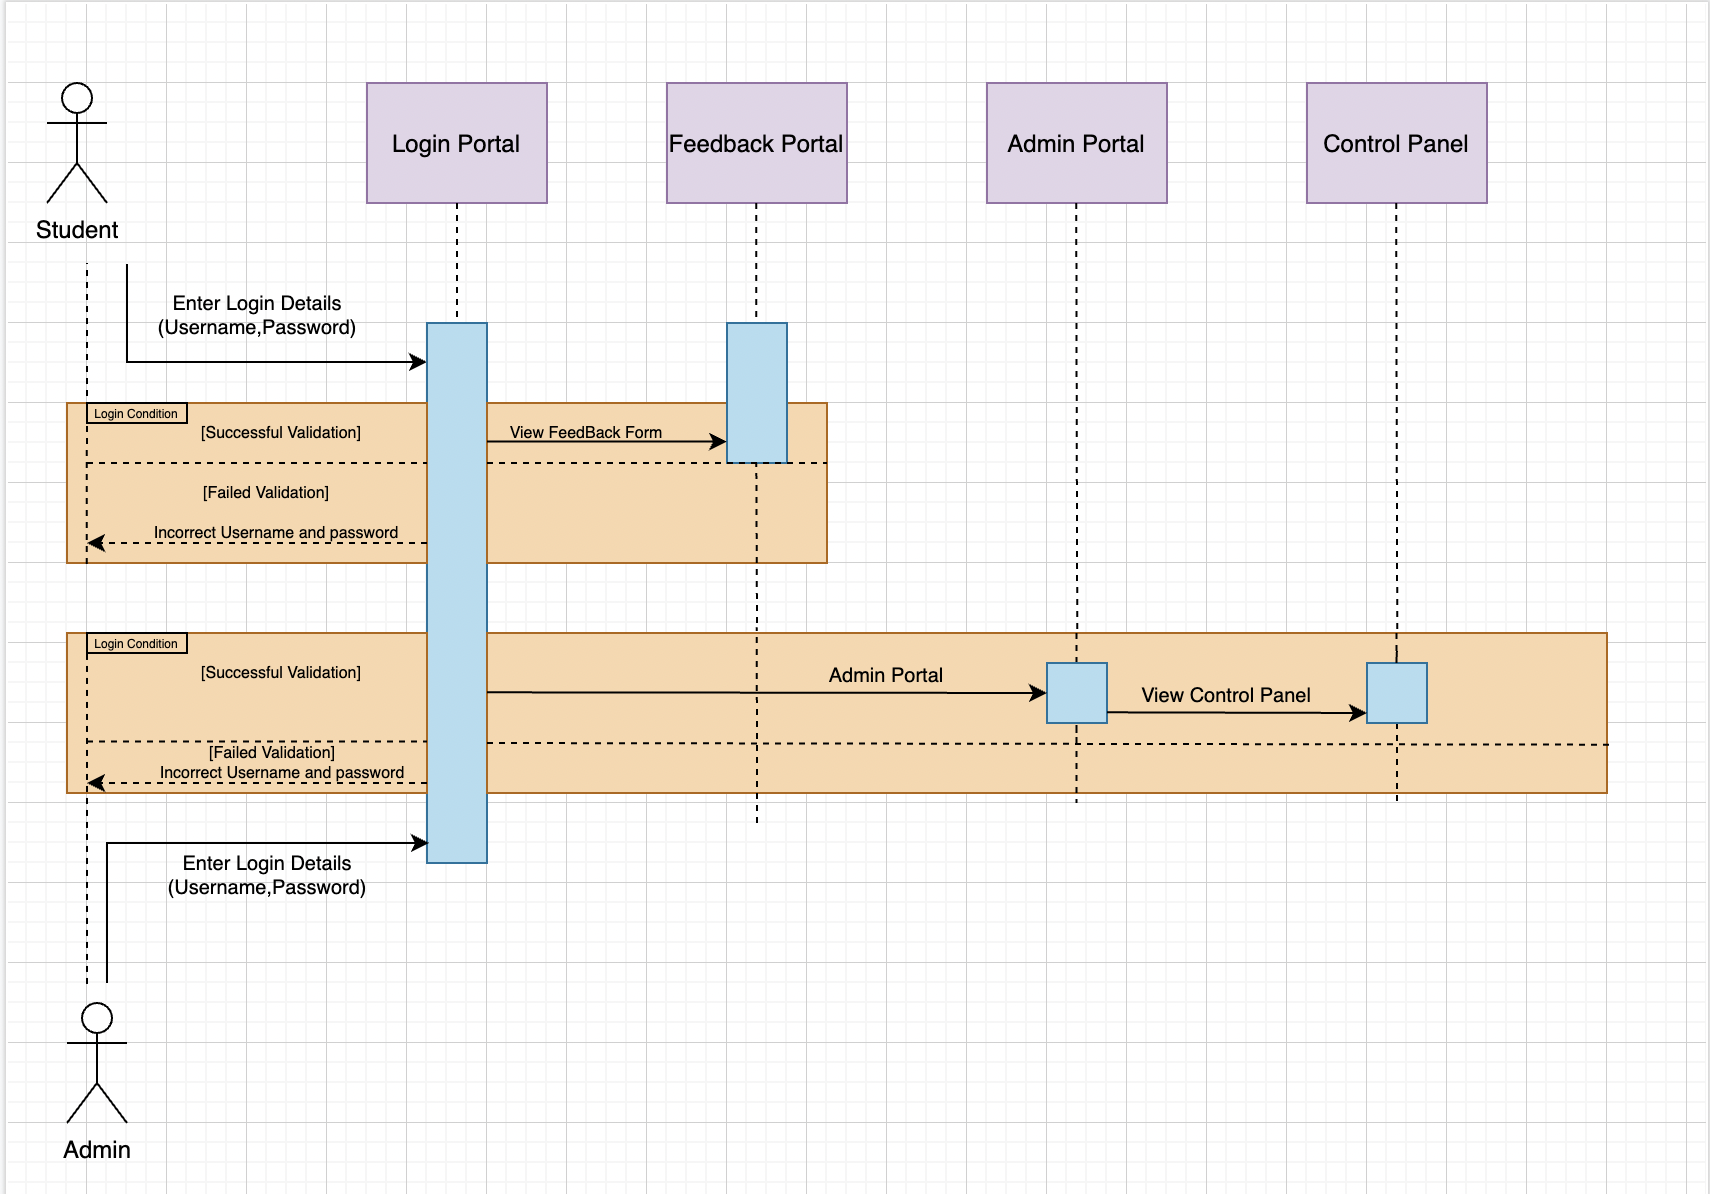 Student
Login Portal
Feedback Portal
Admin Portal
Control Panel
Enter Login Details
(Username,Password)
Login Condition
[Successful Validation]
View FeedBack Form
[Failed Validation]
Incorrect Username and password
Login Condition
[Successful Validation]
Admin Portal
View Control Panel
[Failed Validation]
Incorrect Username and password
Enter Login Details
(Username,Password)
Admin